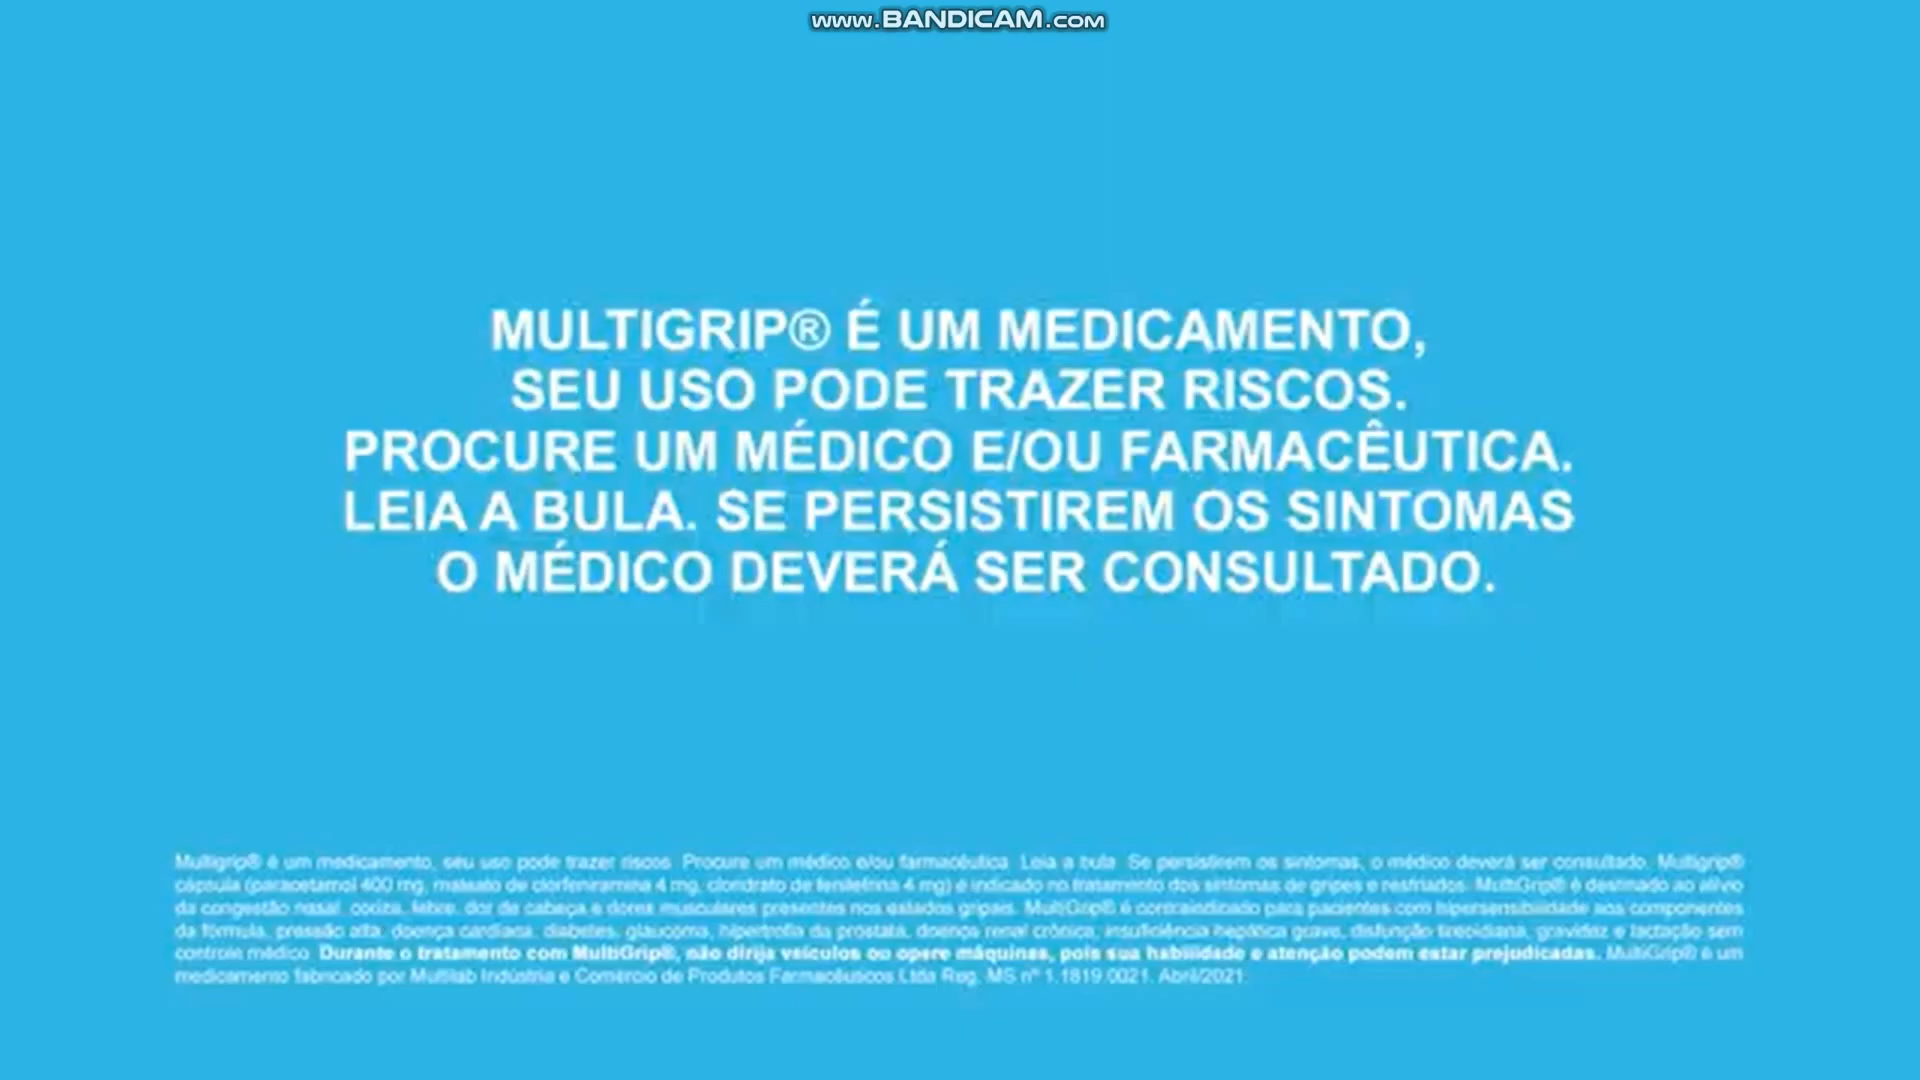 www.BANDICAM.com
MULTIGRIP® É UM MEDICAMENTO,
SEU USO PODE TRAZER RISCOS.
PROCURE UM MÉDICO E/OU FARMACÊUTICA.
LEIA A BULA. SE PERSISTIREM OS SINTOMAS
O MÉDICO DEVERÁ SER CONSULTADO.
Multigrip® é um medicamento, seu uso pode trazer riscos. Procure um médico e/ou farmacêutica. Leia a bula. Se persistirem os sintomas, o médico deverá ser consultado. Multigrip®
cápsula (paracetamol 400 mg, maleato de clorfeniramina 4 mg, cloridrato de fenilefrina 4 mg) é indicado no tratamento dos sintomas de gripes e resfriados. MultiGrip® é destinado ao alívio
da congestão nasal, coriza, febre, dor de cabeça e dores musculares presentes nos estados gripais. MultiGrip® é contraindicado para pacientes com hipersensibilidade aos componentes
da fórmula, pressão alta, doença cardíaca, diabetes, glaucoma, hipertrofia da próstata, doença renal crônica, insuficiência hepática grave, disfunção tireoidiana, gravidez e lactação sem
controle médico. Durante o tratamento com MultiGrip®, não dirija veículos ou opere máquinas, pois sua habilidade e atenção podem estar prejudicadas. MultiGrip® é um
medicamento fabricado por Multilab Indústria e Comércio de Produtos Farmacêuticos Ltda Reg. MS nº 1.1819.0021. Abril/2021.